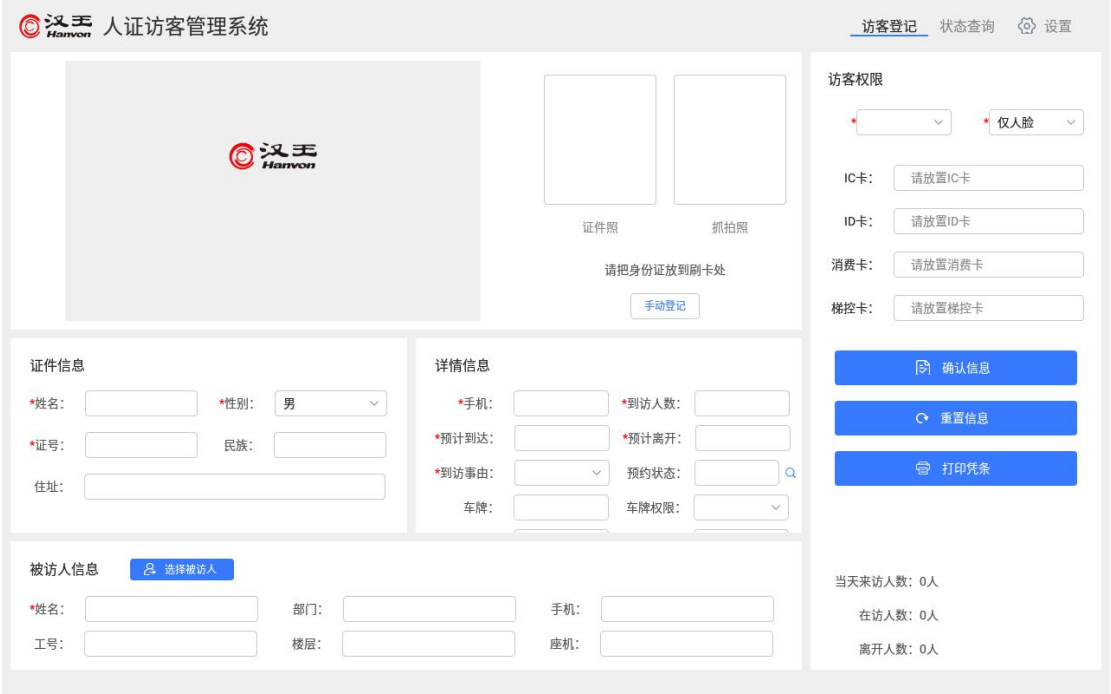 汉王 Hanvon 人证访客管理系统
访客登记 状态查询 设置
汉王
Hanvon
证件照 抓拍照
请把身份证放到刷卡处
手动登记
访客权限
* * 仅人脸
IC卡： 请放置IC卡
ID卡： 请放置ID卡
消费卡： 请放置消费卡
梯控卡： 请放置梯控卡
确认信息
重置信息
打印凭条
证件信息
*姓名： *性别： 男
*证号： 民族：
住址：
详情信息
*手机： *到访人数：
*预计到达： *预计离开：
*到访事由： 预约状态：
车牌： 车牌权限：
被访人信息 选择被访人
*姓名： 部门： 手机：
工号： 楼层： 座机：
当天来访人数：0人
在访人数：0人
离开人数：0人